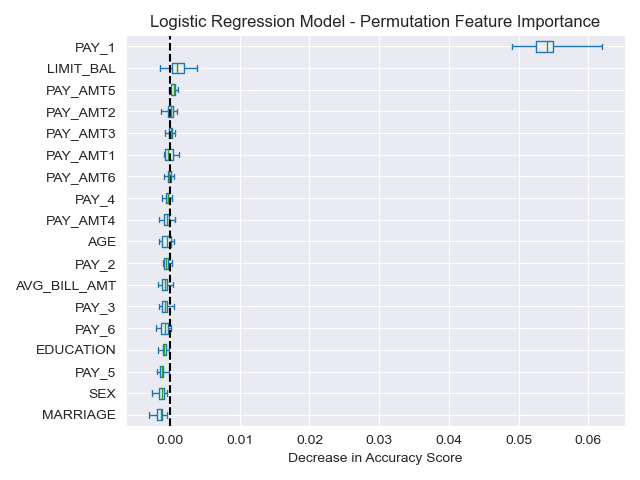 Logistic Regression Model - Permutation Feature Importance
PAY_1
LIMIT_BAL
PAY_AMT5
PAY_AMT2
PAY_AMT3
PAY_AMT1
PAY_AMT6
PAY_4
PAY_AMT4
AGE
PAY_2
AVG_BILL_AMT
PAY_3
PAY_6
EDUCATION
PAY_5
SEX
MARRIAGE
0.00 0.01 0.02 0.03 0.04 0.05 0.06
Decrease in Accuracy Score